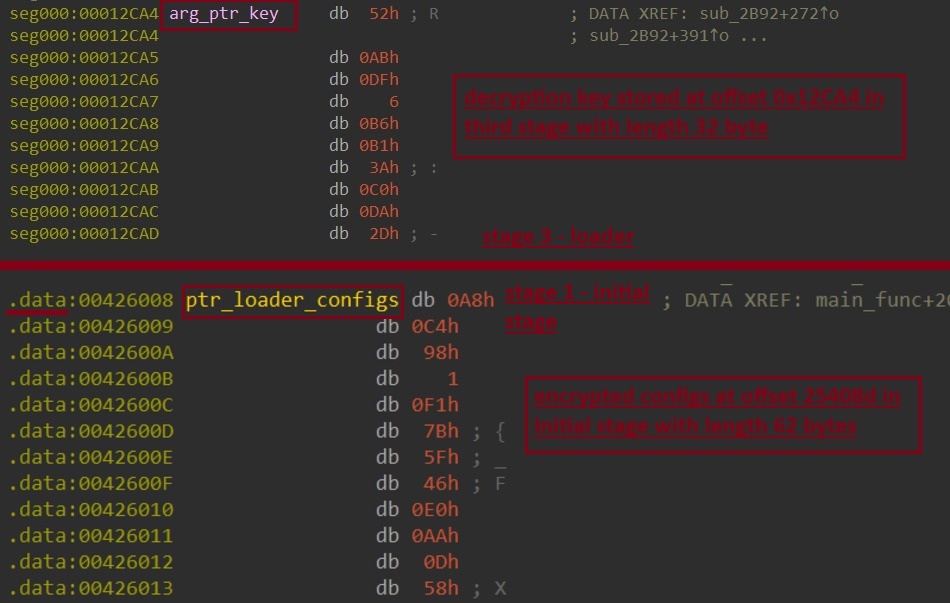 seg000:00012CA4 arg_ptr_key db 52h ; R ; DATA XREF: sub_2B92+272↑o
seg000:00012CA4 ; sub_2B92+391↑o ...
seg000:00012CA5 db 0ABh
seg000:00012CA6 db 0DFh
seg000:00012CA7 db 6
seg000:00012CA8 db 0B6h
seg000:00012CA9 db 0B1h
seg000:00012CAA db 3Ah ; :
seg000:00012CAB db 0C0h
seg000:00012CAC db 0DAh
seg000:00012CAD db 2Dh ; -
decryption key stored at offset 0x12CA4 in
third stage with length 32 byte
stage 3 - loader
.data:00426008 ptr_loader_configs db 0A8h ; DATA XREF: main_func+20
stage 1 - initial
stage
.data:00426009 db 0C4h
.data:0042600A db 98h
.data:0042600B db 1
.data:0042600C db 0F1h
.data:0042600D db 7Bh ; {
.data:0042600E db 5Fh ; _
.data:0042600F db 46h ; F
.data:00426010 db 0E0h
.data:00426011 db 0AAh
.data:00426012 db 0Dh
.data:00426013 db 58h ; X
encrypted configs at offset 25408d in
initial stage with length 62 bytes